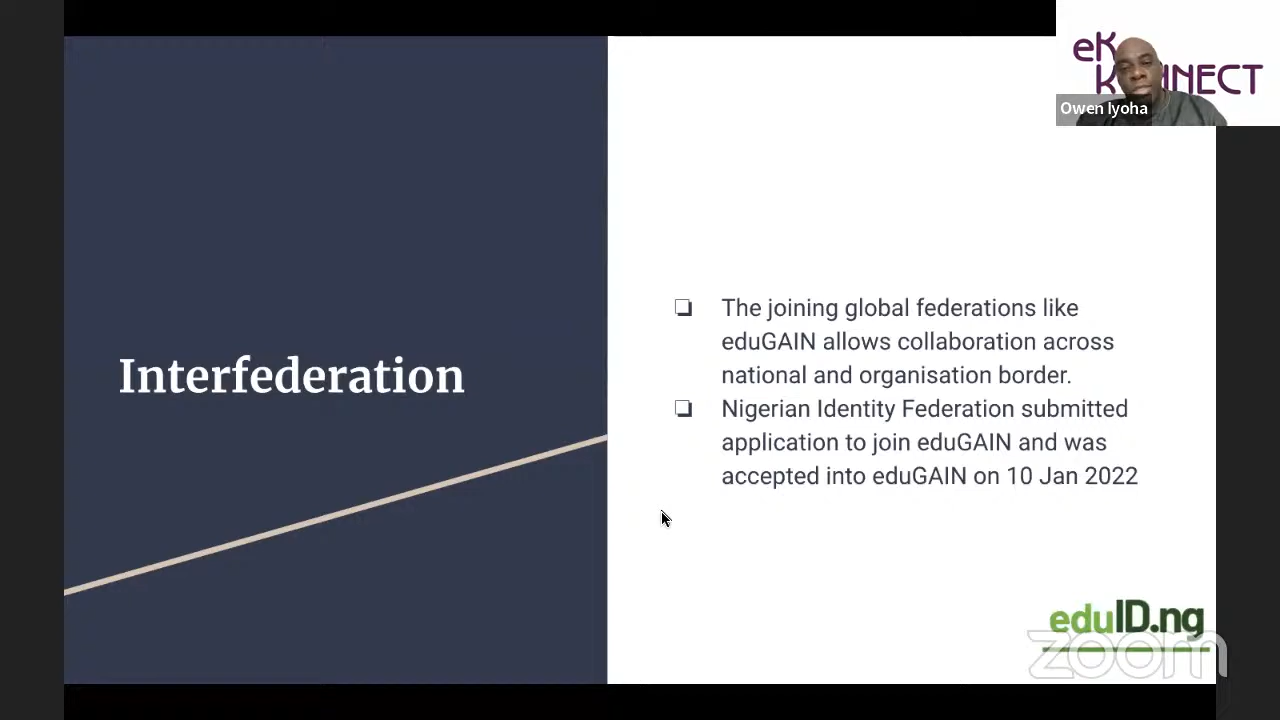 eK
K NNECT
Owen Iyoha
Interfederation
The joining global federations like
eduGAIN allows collaboration across
national and organisation border.
Nigerian Identity Federation submitted
application to join eduGAIN and was
accepted into eduGAIN on 10 Jan 2022
eduID.ng
zoom